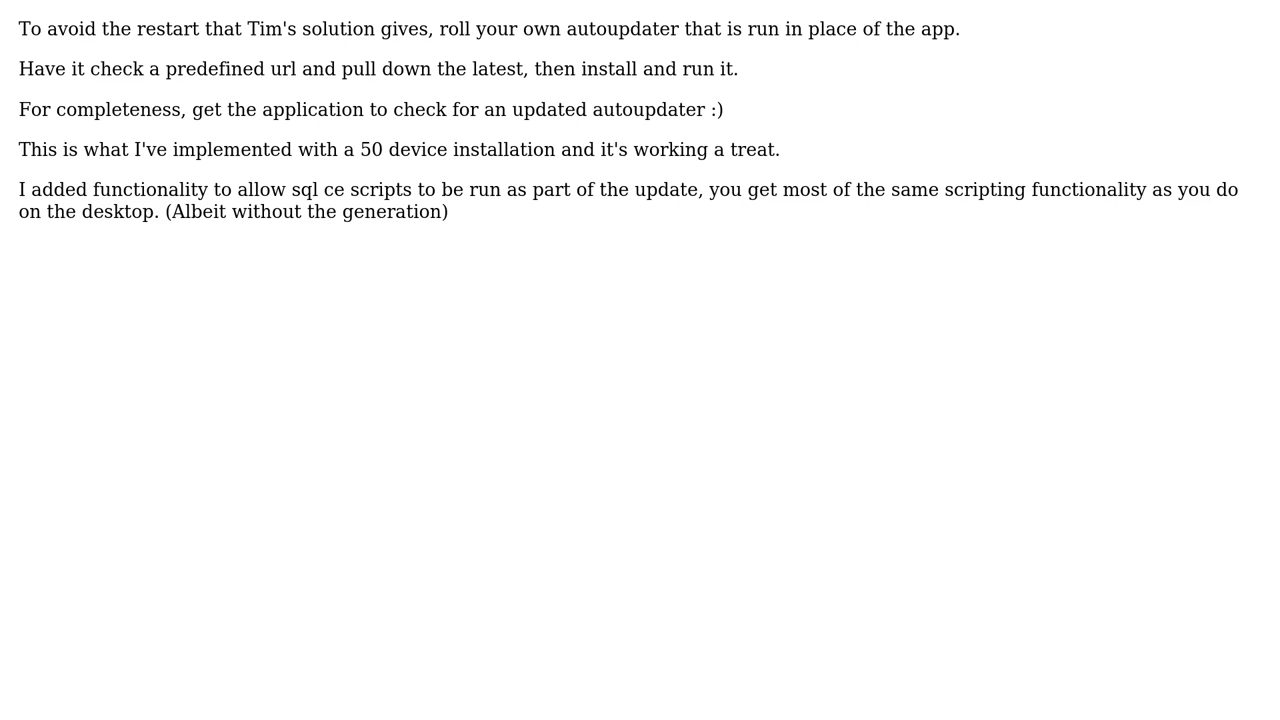 To avoid the restart that Tim's solution gives, roll your own autoupdater that is run in place of the app.
Have it check a predefined url and pull down the latest, then install and run it.
For completeness, get the application to check for an updated autoupdater :)
This is what I've implemented with a 50 device installation and it's working a treat.
I added functionality to allow sql ce scripts to be run as part of the update, you get most of the same scripting functionality as you do
on the desktop. (Albeit without the generation)